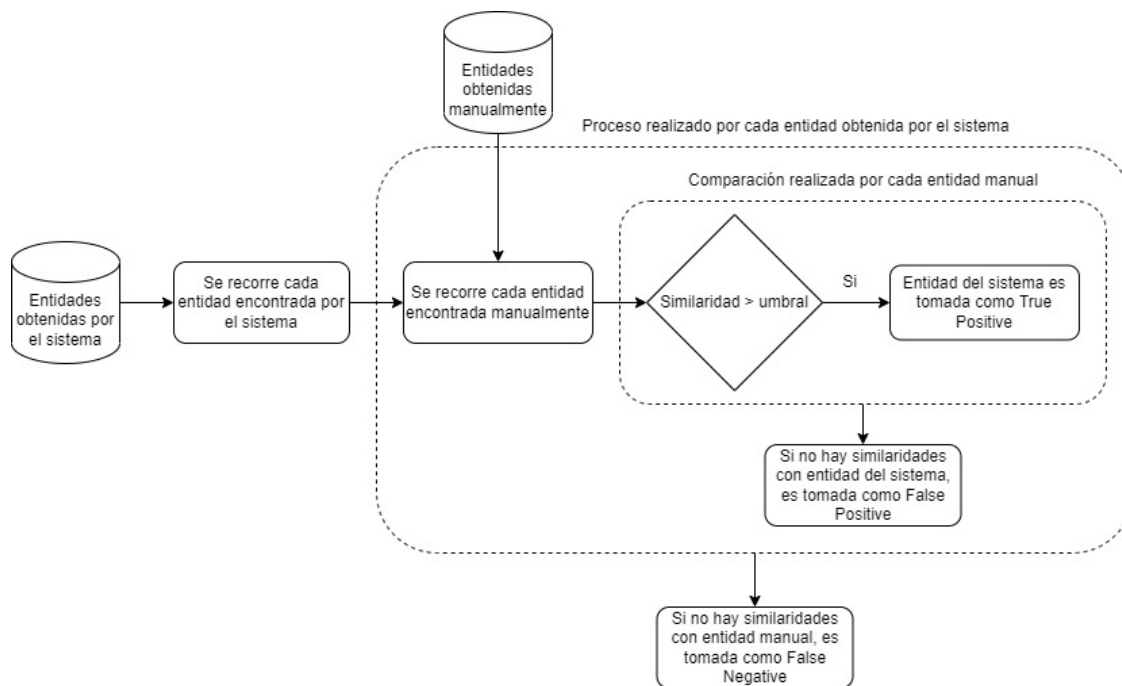 Entidades
obtenidas
manualmente
Proceso realizado por cada entidad obtenida por el sistema
Comparación realizada por cada entidad manual
Entidades
obtenidas por
el sistema
Se recorre cada
entidad encontrada por
el sistema
Se recorre cada entidad
encontrada manualmente
Similaridad > umbral
Si
Entidad del sistema es
tomada como True
Positive
Si no hay similaridades
con entidad del sistema,
es tomada como False
Positive
Si no hay similaridades
con entidad manual, es
tomada como False
Negative